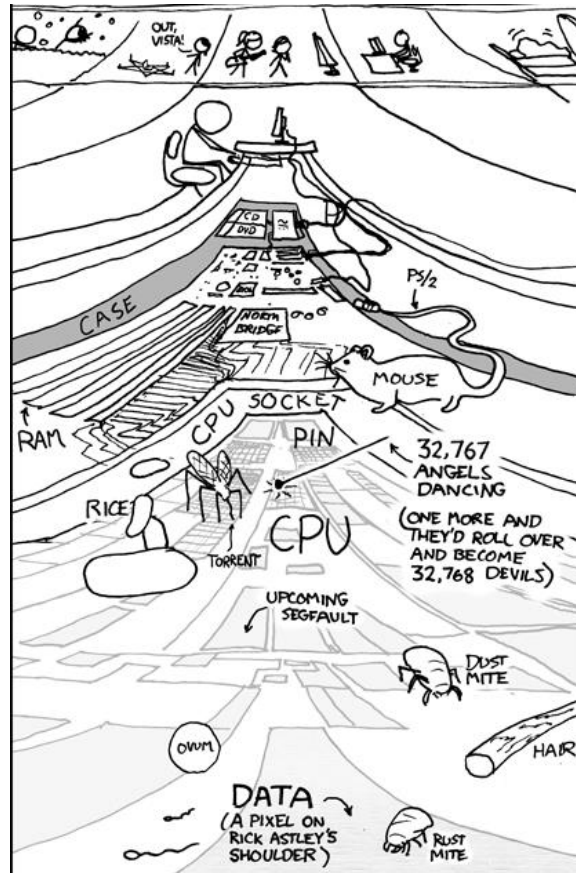 OUT,
VISTA!
CD
DVD
PS/2
CASE
NORTH
BRIDGE
MOUSE
RAM
CPU SOCKET
PIN
32,767
ANGELS
DANCING
(ONE MORE AND
THEY'D ROLL OVER
AND BECOME
32,768 DEVILS)
RICE
TORRENT
CPU
UPCOMING
SEGFAULT
DUST
MITE
OVUM
HAIR
DATA
(A PIXEL ON
RICK ASTLEY'S
SHOULDER)
RUST
MITE